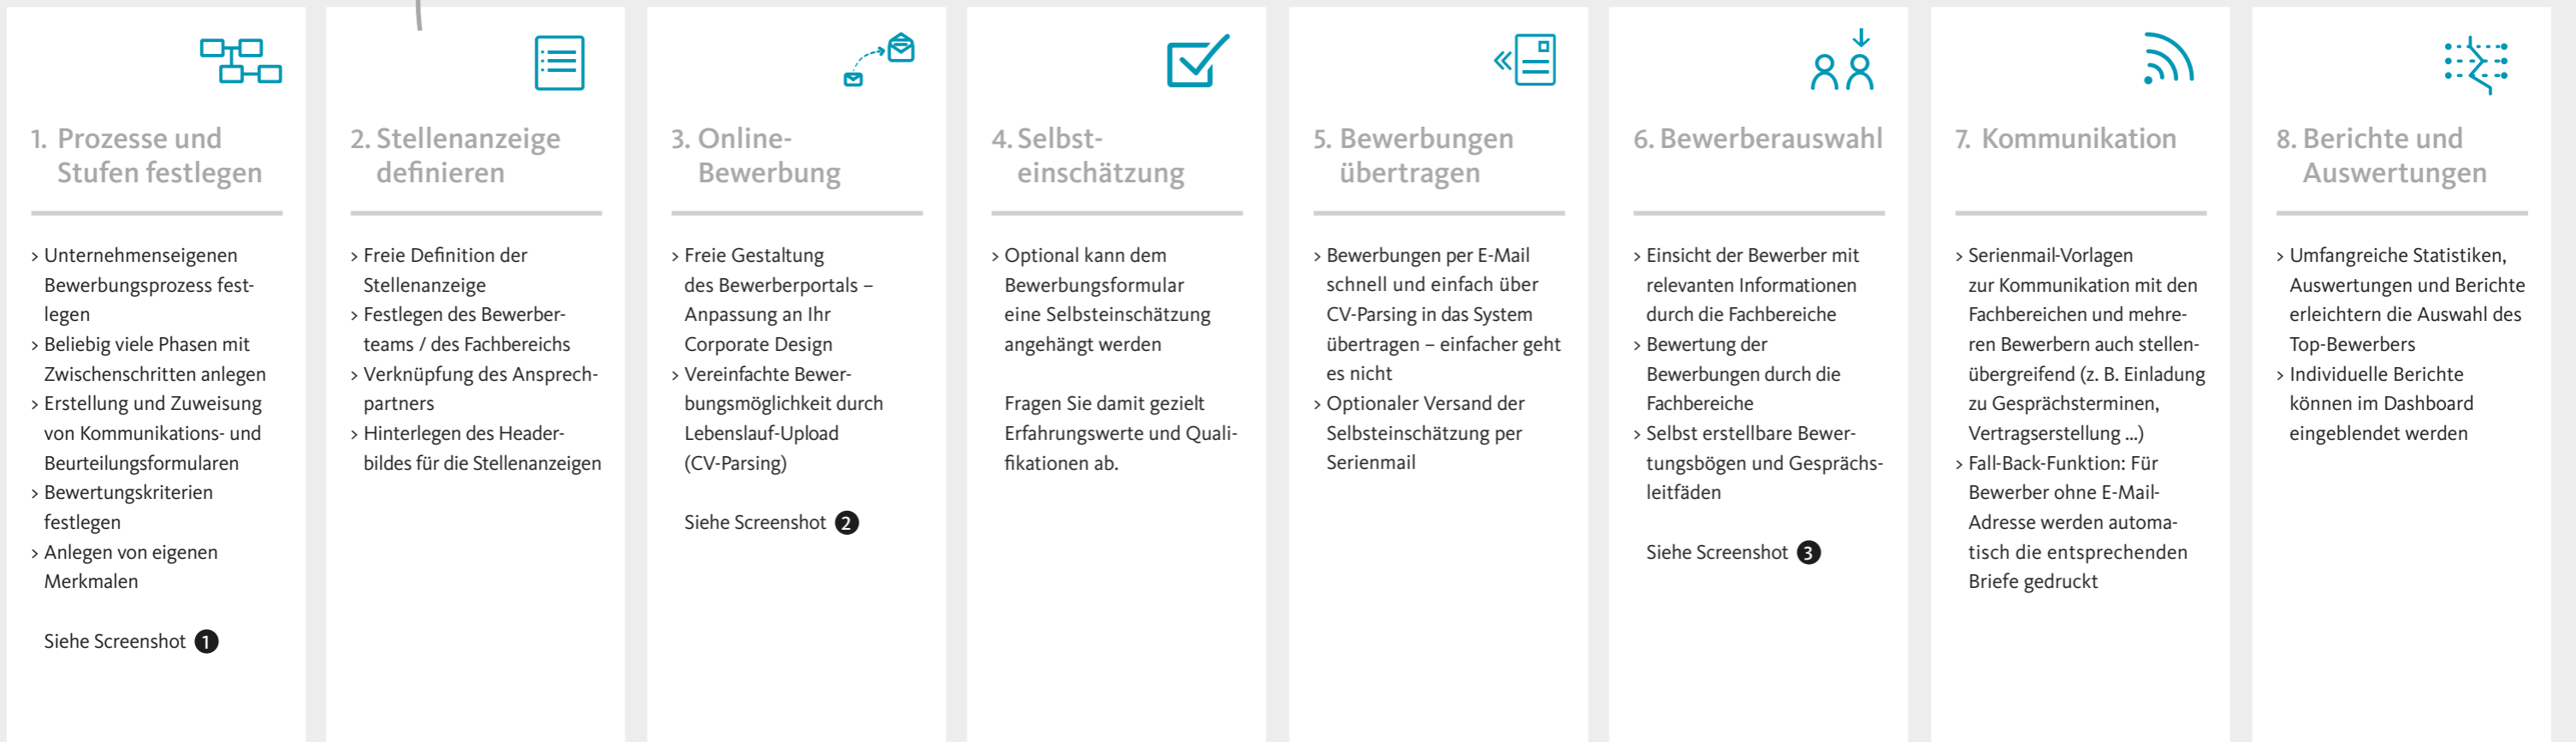 1. Prozesse und
Stufen festlegen
> Unternehmenseigenen
Bewerbungsprozess fest-
legen
> Beliebig viele Phasen mit
Zwischenschritten anlegen
> Erstellung und Zuweisung
von Kommunikations- und
Beurteilungsformularen
> Bewertungskriterien
festlegen
> Anlegen von eigenen
Merkmalen
Siehe Screenshot 1
2. Stellenanzeige
definieren
> Freie Definition der
Stellenanzeige
> Festlegen des Bewerber-
teams / des Fachbereichs
> Verknüpfung des Ansprech-
partners
> Hinterlegen des Header-
bildes für die Stellenanzeigen
3. Online-
Bewerbung
> Freie Gestaltung
des Bewerberportals –
Anpassung an Ihr
Corporate Design
> Vereinfachte Bewer-
bungsmöglichkeit durch
Lebenslauf-Upload
(CV-Parsing)
Siehe Screenshot 2
4. Selbst-
einschätzung
> Optional kann dem
Bewerbungsformular
eine Selbsteinschätzung
angehängt werden
Fragen Sie damit gezielt
Erfahrungswerte und Quali-
fikationen ab.
5. Bewerbungen
übertragen
> Bewerbungen per E-Mail
schnell und einfach über
CV-Parsing in das System
übertragen – einfacher geht
es nicht
> Optionaler Versand der
Selbsteinschätzung per
Serienmail
6. Bewerberauswahl
> Einsicht der Bewerber mit
relevanten Informationen
durch die Fachbereiche
> Bewertung der
Bewerbungen durch die
Fachbereiche
> Selbst erstellbare Bewer-
tungsbögen und Gesprächs-
leitfäden
Siehe Screenshot 3
7. Kommunikation
> Serienmail-Vorlagen
zur Kommunikation mit den
Fachbereichen und mehre-
ren Bewerbern auch stellen-
übergreifend (z. B. Einladung
zu Gesprächsterminen,
Vertragserstellung ...)
> Fall-Back-Funktion: Für
Bewerber ohne E-Mail-
Adresse werden automa-
tisch die entsprechenden
Briefe gedruckt
8. Berichte und
Auswertungen
> Umfangreiche Statistiken,
Auswertungen und Berichte
erleichtern die Auswahl des
Top-Bewerbers
> Individuelle Berichte
können im Dashboard
eingeblendet werden